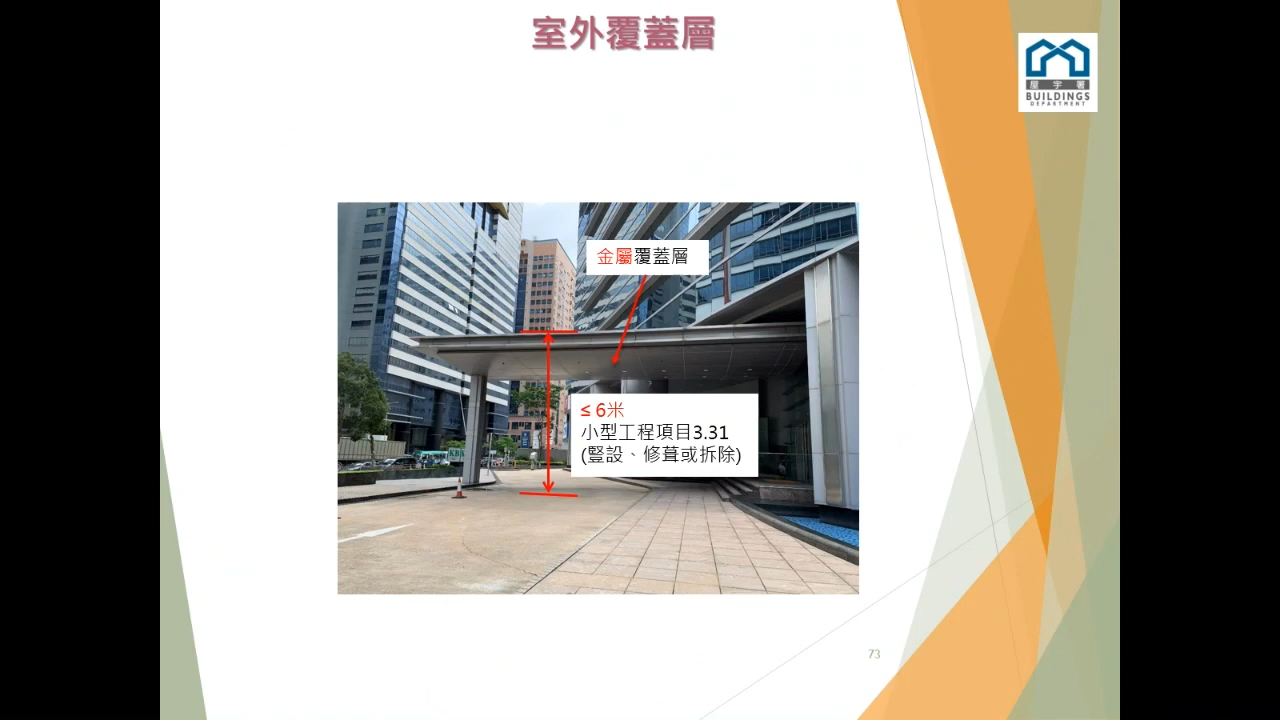 室外覆蓋層
屋宇署
BUILDINGS
DEPARTMENT
金屬覆蓋層
≤ 6米
小型工程項目3.31
(豎設、修葺或拆除)
73